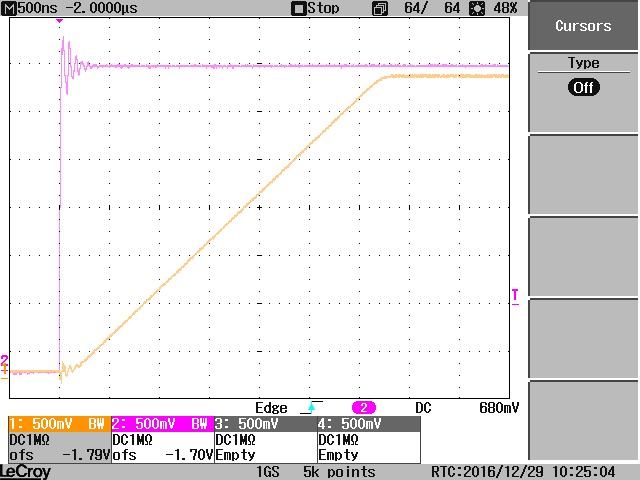 M 500ns -2.0000µs Stop 64/ 64 48%
Cursors
Type
Off
T
2
T
Edge 2 DC 680mV
1: 500mV BW 2: 500mV BW 3: 500mV 4: 500mV
DC1MΩ DC1MΩ DC1MΩ DC1MΩ
ofs -1.79V ofs -1.70V Empty Empty
LeCroy 1GS 5k points RTC:2016/12/29 10:25:04